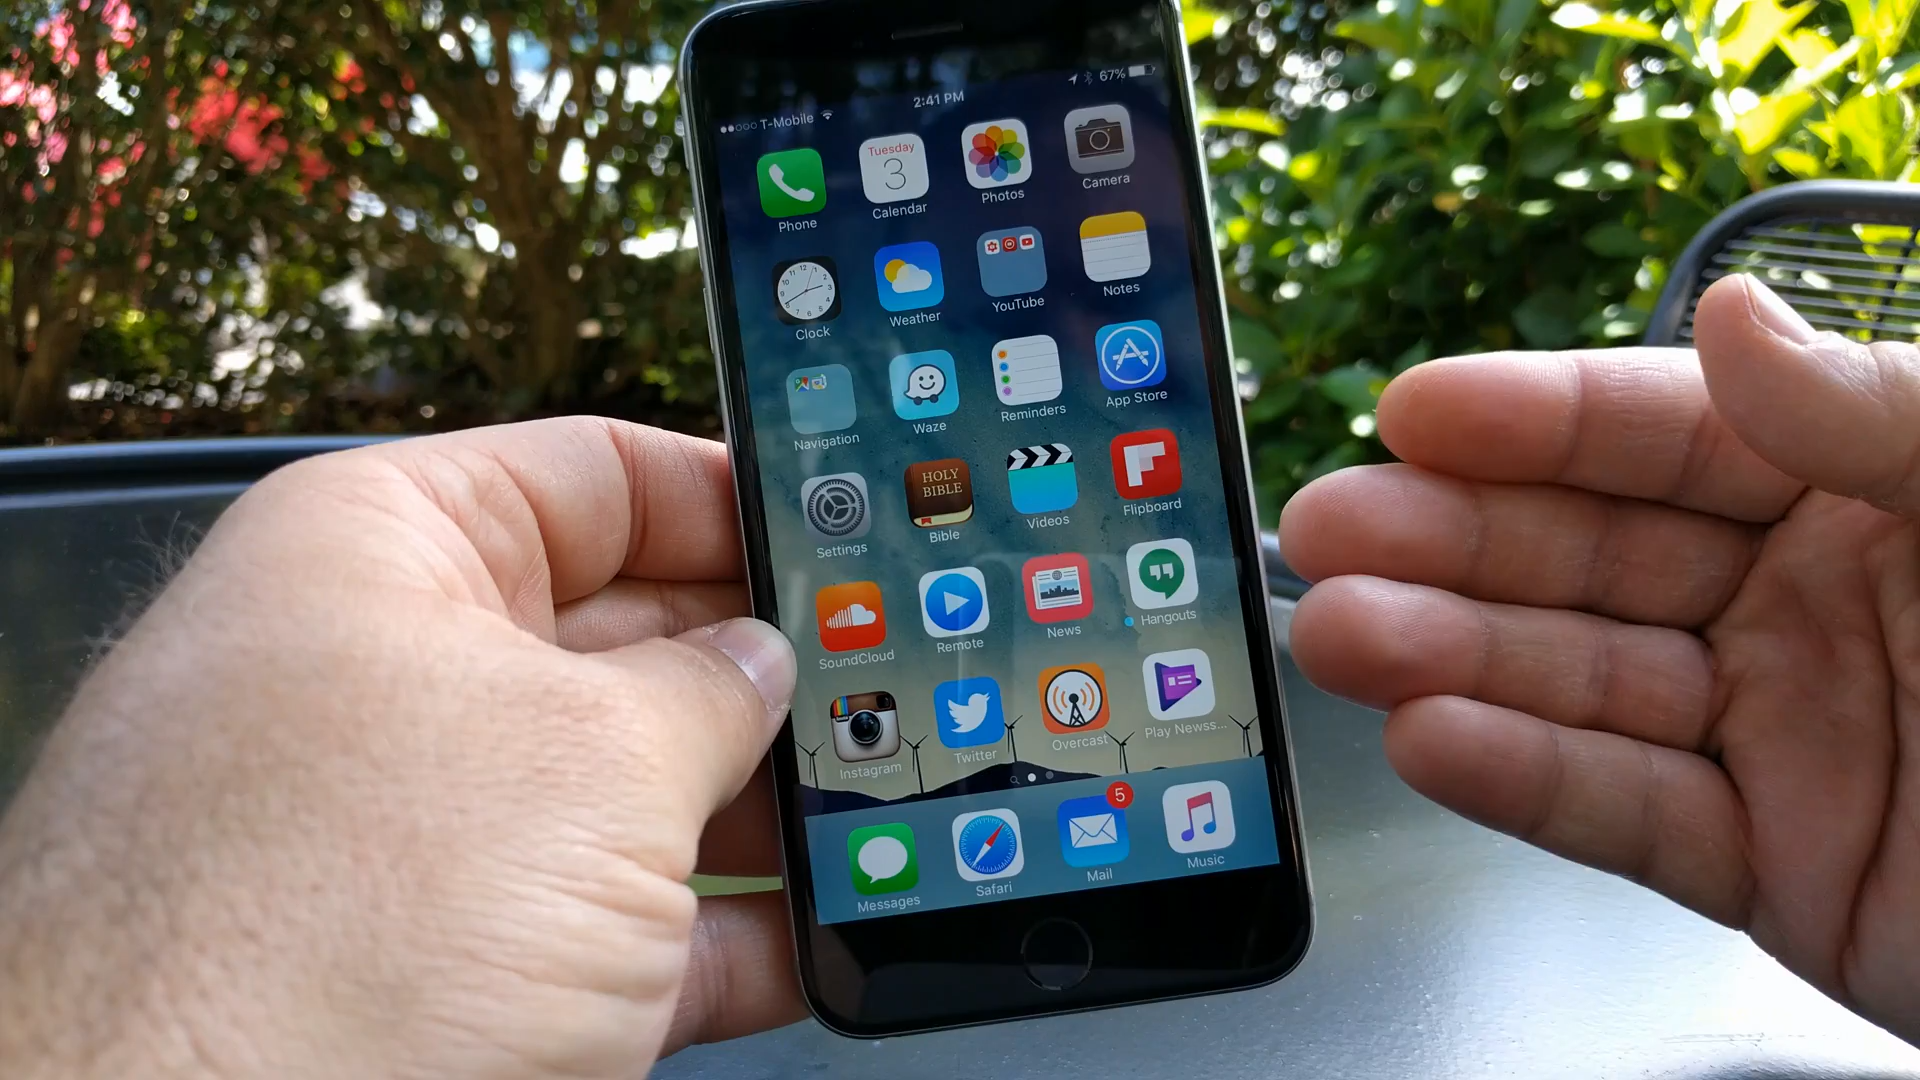 T-Mobile 2:41 PM 67%
Tuesday
3
Phone Calendar Photos Camera
Clock Weather YouTube Notes
Navigation Waze Reminders App Store
HOLY
BIBLE
Settings Bible Videos Flipboard
SoundCloud Remote News Hangouts
Instagram Twitter Overcast Play Newss...
5
Messages Safari Mail Music